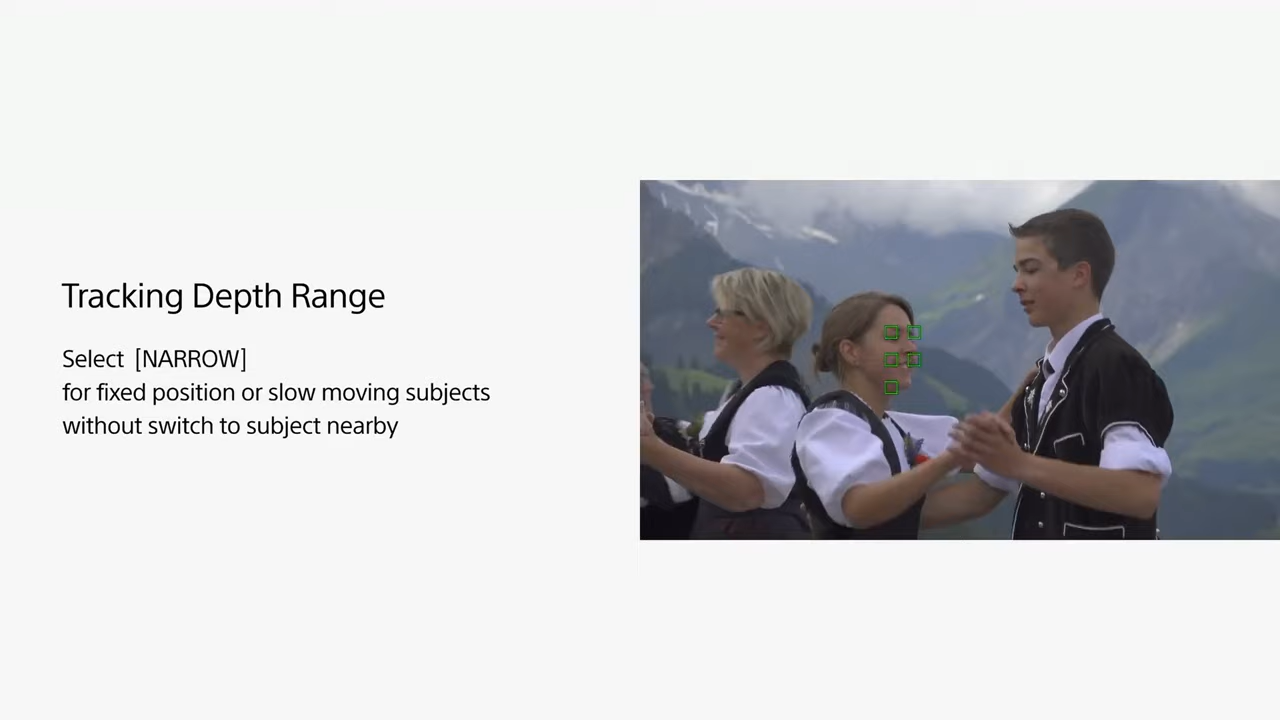 Tracking Depth Range
Select [NARROW]
for fixed position or slow moving subjects
without switch to subject nearby